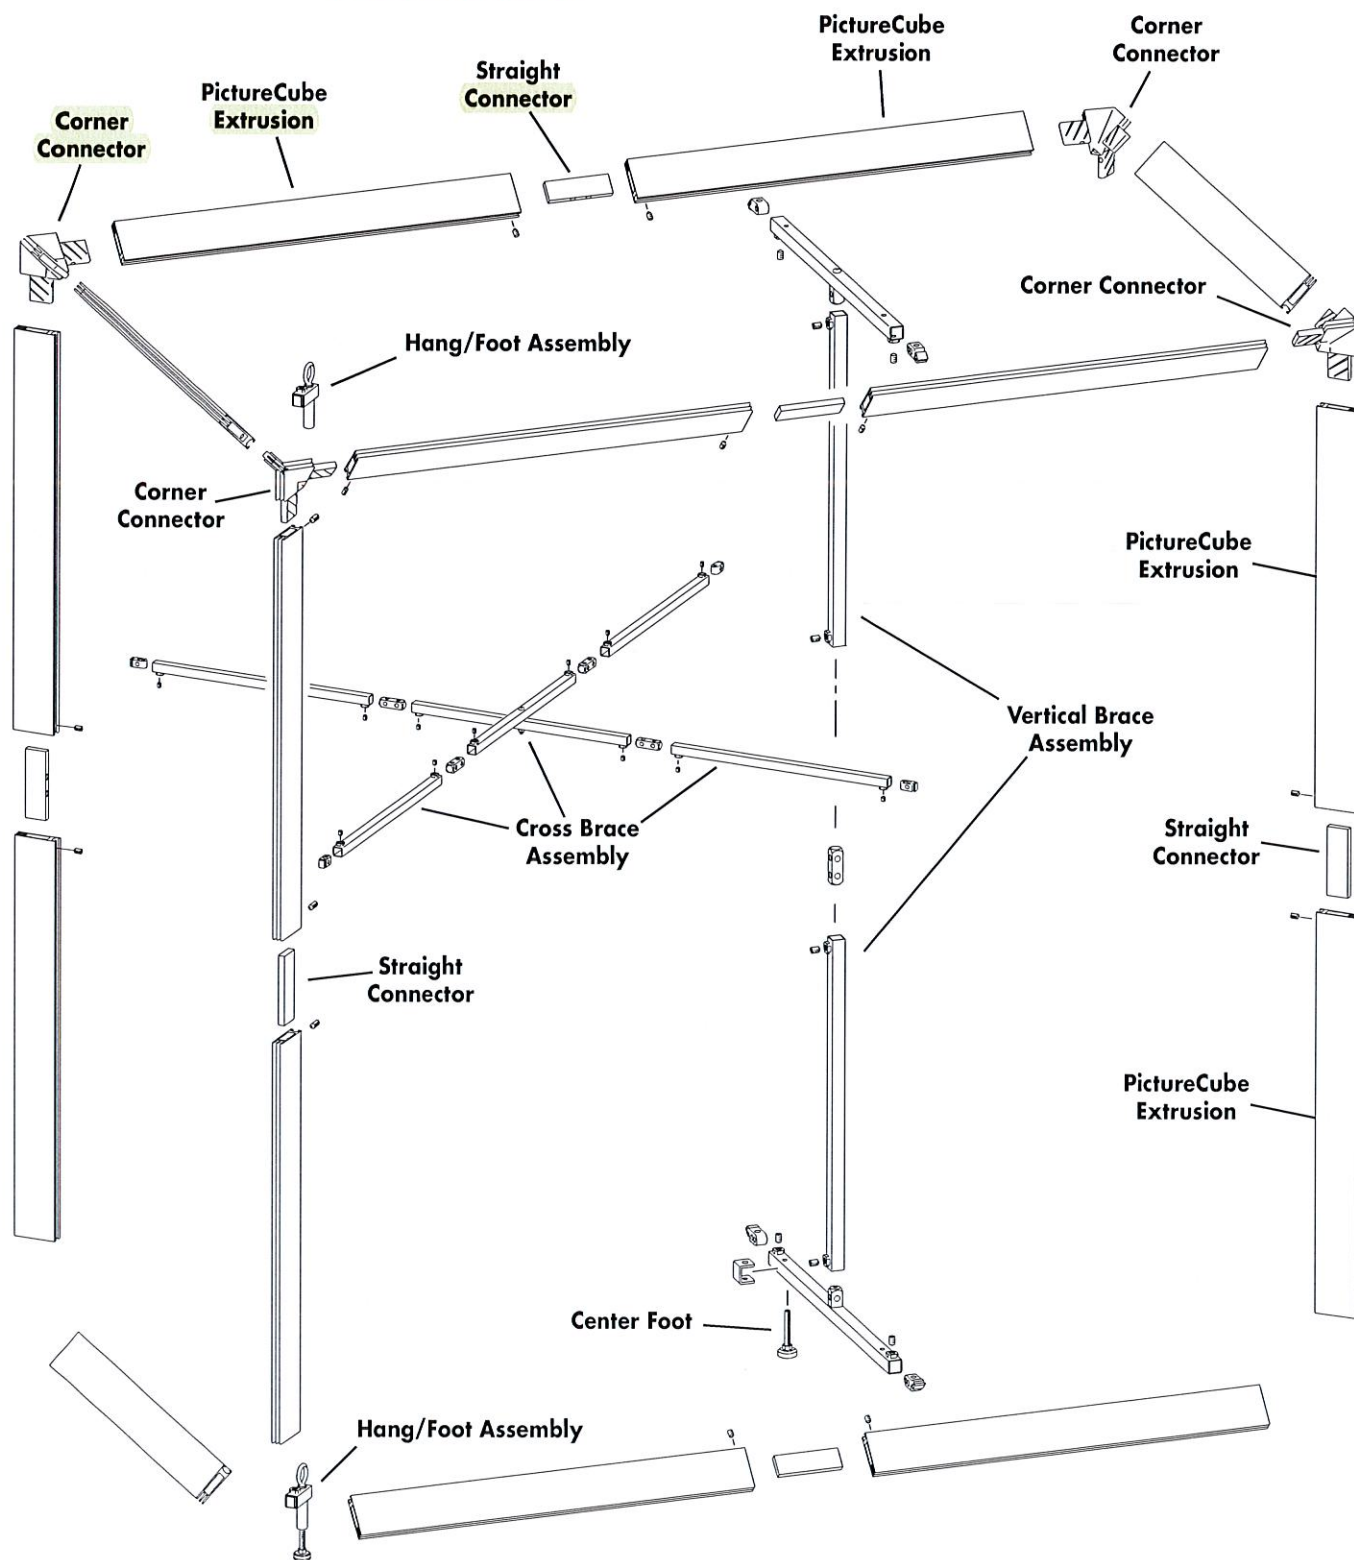 PictureCube
Extrusion
Corner
Connector
Straight
Connector
PictureCube
Extrusion
Corner
Connector
Corner Connector
Hang/Foot Assembly
Corner
Connector
PictureCube
Extrusion
Vertical Brace
Assembly
Cross Brace
Assembly
Straight
Connector
Straight
Connector
PictureCube
Extrusion
Center Foot
Hang/Foot Assembly